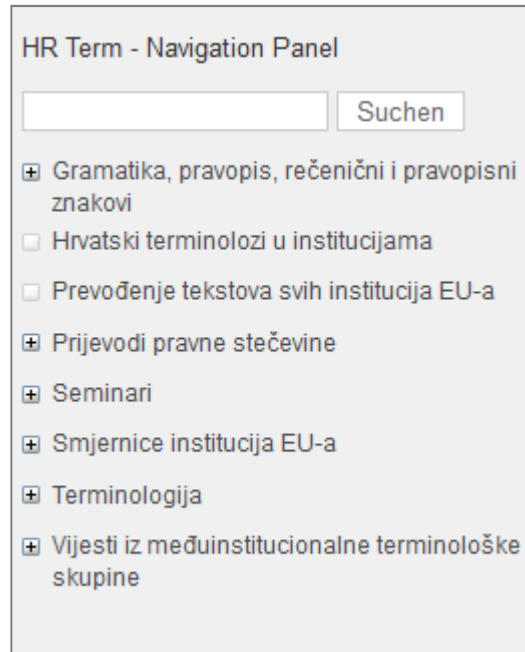 HR Term - Navigation Panel
Suchen
Gramatika, pravopis, rečenični i pravopisni
znakovi
Hrvatski terminolozi u institucijama
Prevođenje tekstova svih institucija EU-a
Prijevodi pravne stečevine
Seminari
Smjernice institucija EU-a
Terminologija
Vijesti iz međuinstitucionalne terminološke
skupine